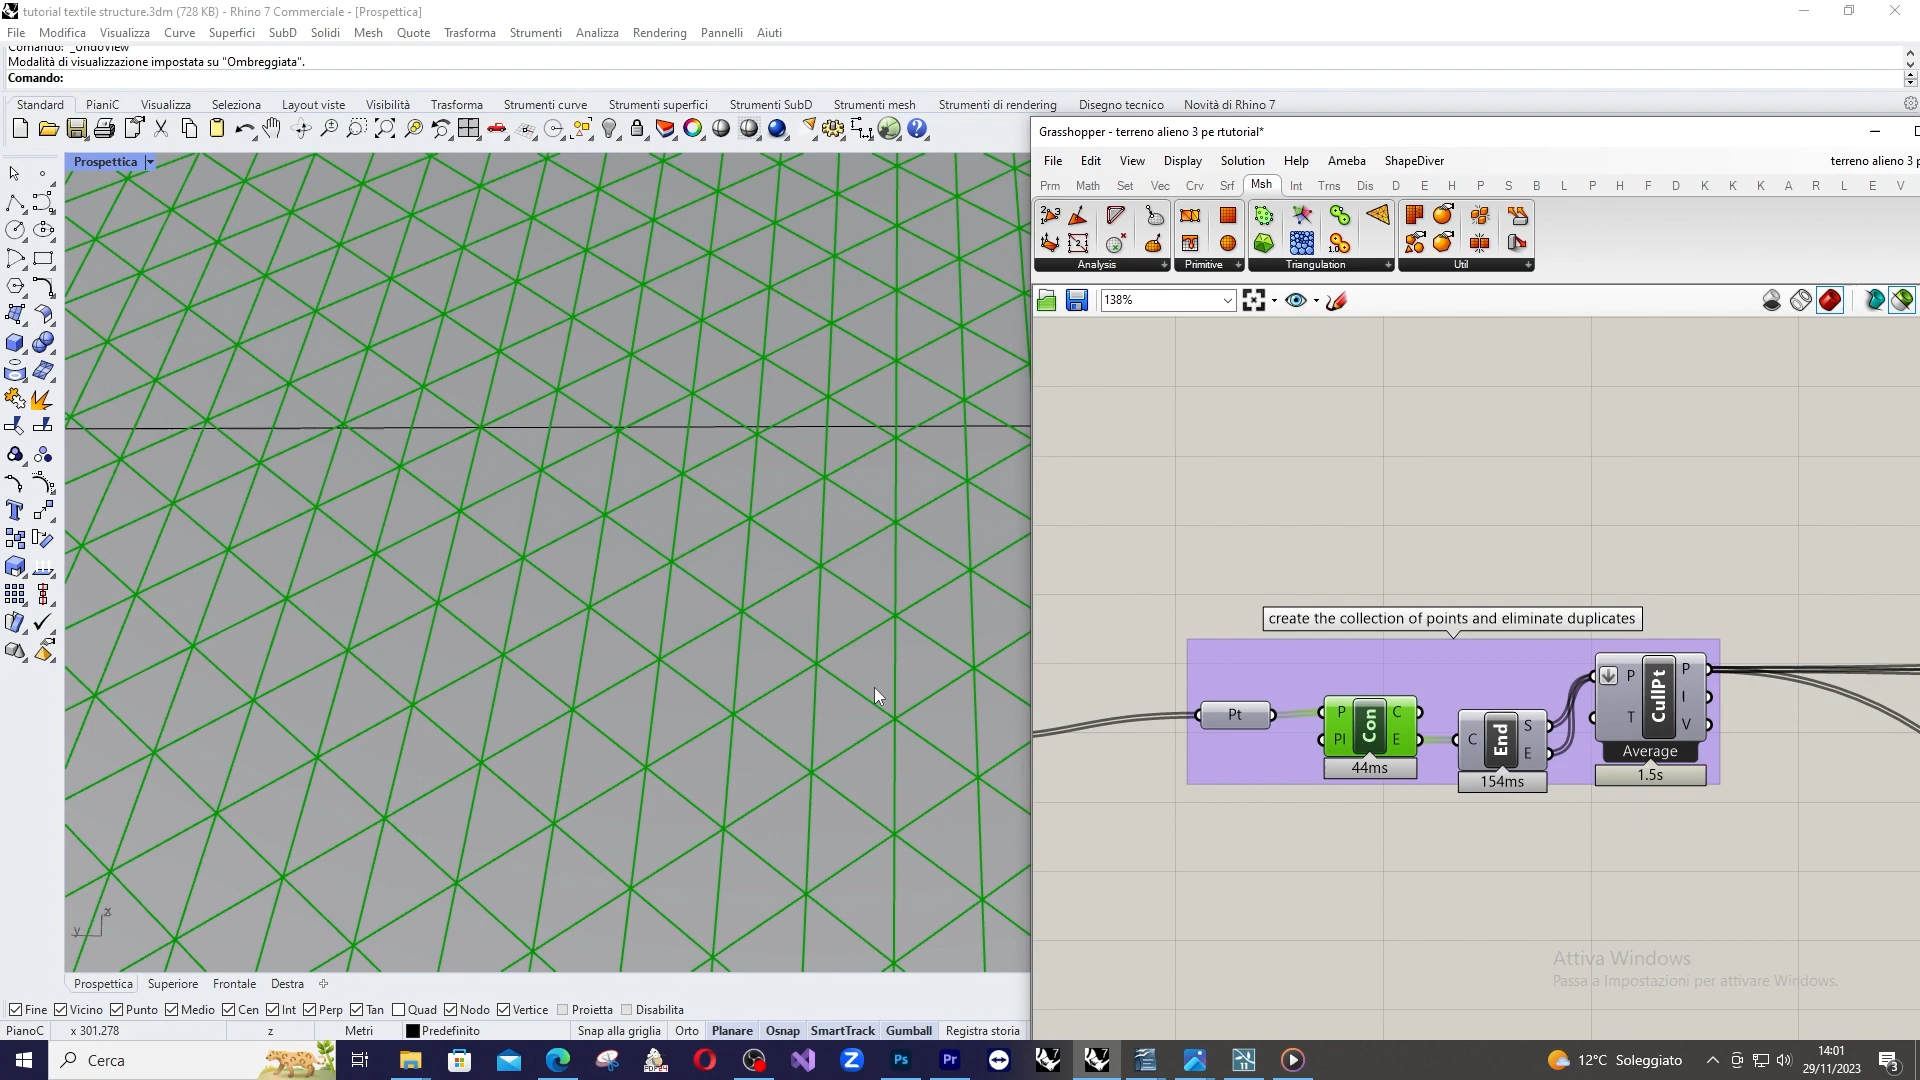 tutorial textile structure.3dm (728 KB) - Rhino 7 Commerciale - [Prospettica]
File Modifica Visualizza Curve Superfici SubD Solidi Mesh Quote Trasforma Strumenti Analizza Rendering Pannelli Aiuti
Comando: _UndoView
Modalità di visualizzazione impostata su "Ombreggiata".
Comando:
Standard PianiC Visualizza Seleziona Layout viste Visibilità Trasforma Strumenti curve Strumenti superfici Strumenti SubD Strumenti mesh Strumenti di rendering Disegno tecnico Novità di Rhino 7
Grasshopper - terreno alieno 3 pe rtutorial*
Prospettica
File Edit View Display Solution Help Ameba ShapeDiver terreno alieno 3 p
Prm Math Set Vec Crv Srf Msh Int Trns Dis D E H P S B L P H F D K K K A R L E V
Analysis Primitive Triangulation Util
138%
create the collection of points and eliminate duplicates
Pt
P Pl Con C E
44ms
C End S E
154ms
P T CullPt P I V
Average
1.5s
x
y
Attiva Windows
Passa a Impostazioni per attivare Windows.
Prospettica Superiore Frontale Destra
Fine Vicino Punto Medio Cen Int Perp Tan Quad Nodo Vertice Proietta Disabilita
PianoC x 301.278 z Metri Predefinito Snap alla griglia Orto Planare Osnap SmartTrack Gumball Registra storia
Cerca
12°C Soleggiato
14:01
29/11/2023
3